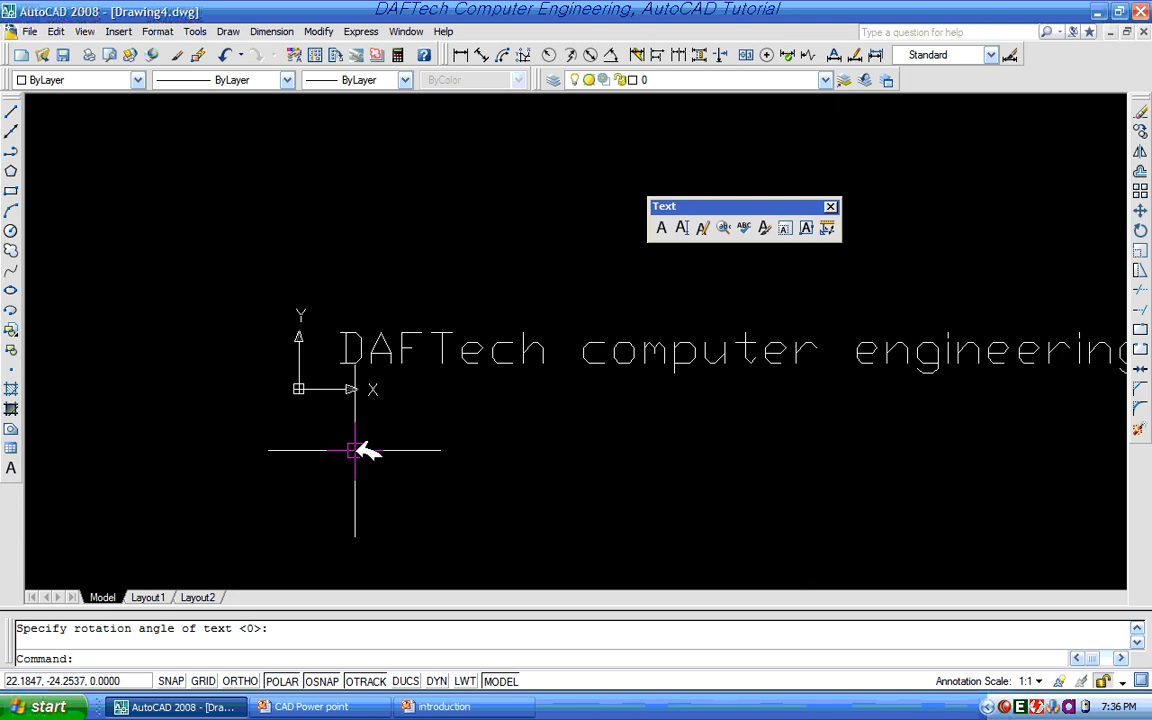 DAFTech Computer Engineering, AutoCAD Tutorial
AutoCAD 2008 - [Drawing4.dwg]
File Edit View Insert Format Tools Draw Dimension Modify Express Window Help
Type a question for help
Standard
ByLayer ByLayer ByLayer ByColor 0
Text
Y
DAFTech computer engineering
X
Model Layout1 Layout2
Specify rotation angle of text <0>:
Command:
22.1847, -24.2537, 0.0000 SNAP GRID ORTHO POLAR OSNAP OTRACK DUCS DYN LWT MODEL Annotation Scale: 1:1
start AutoCAD 2008 - [Dra... CAD Power point introduction 7:36 PM